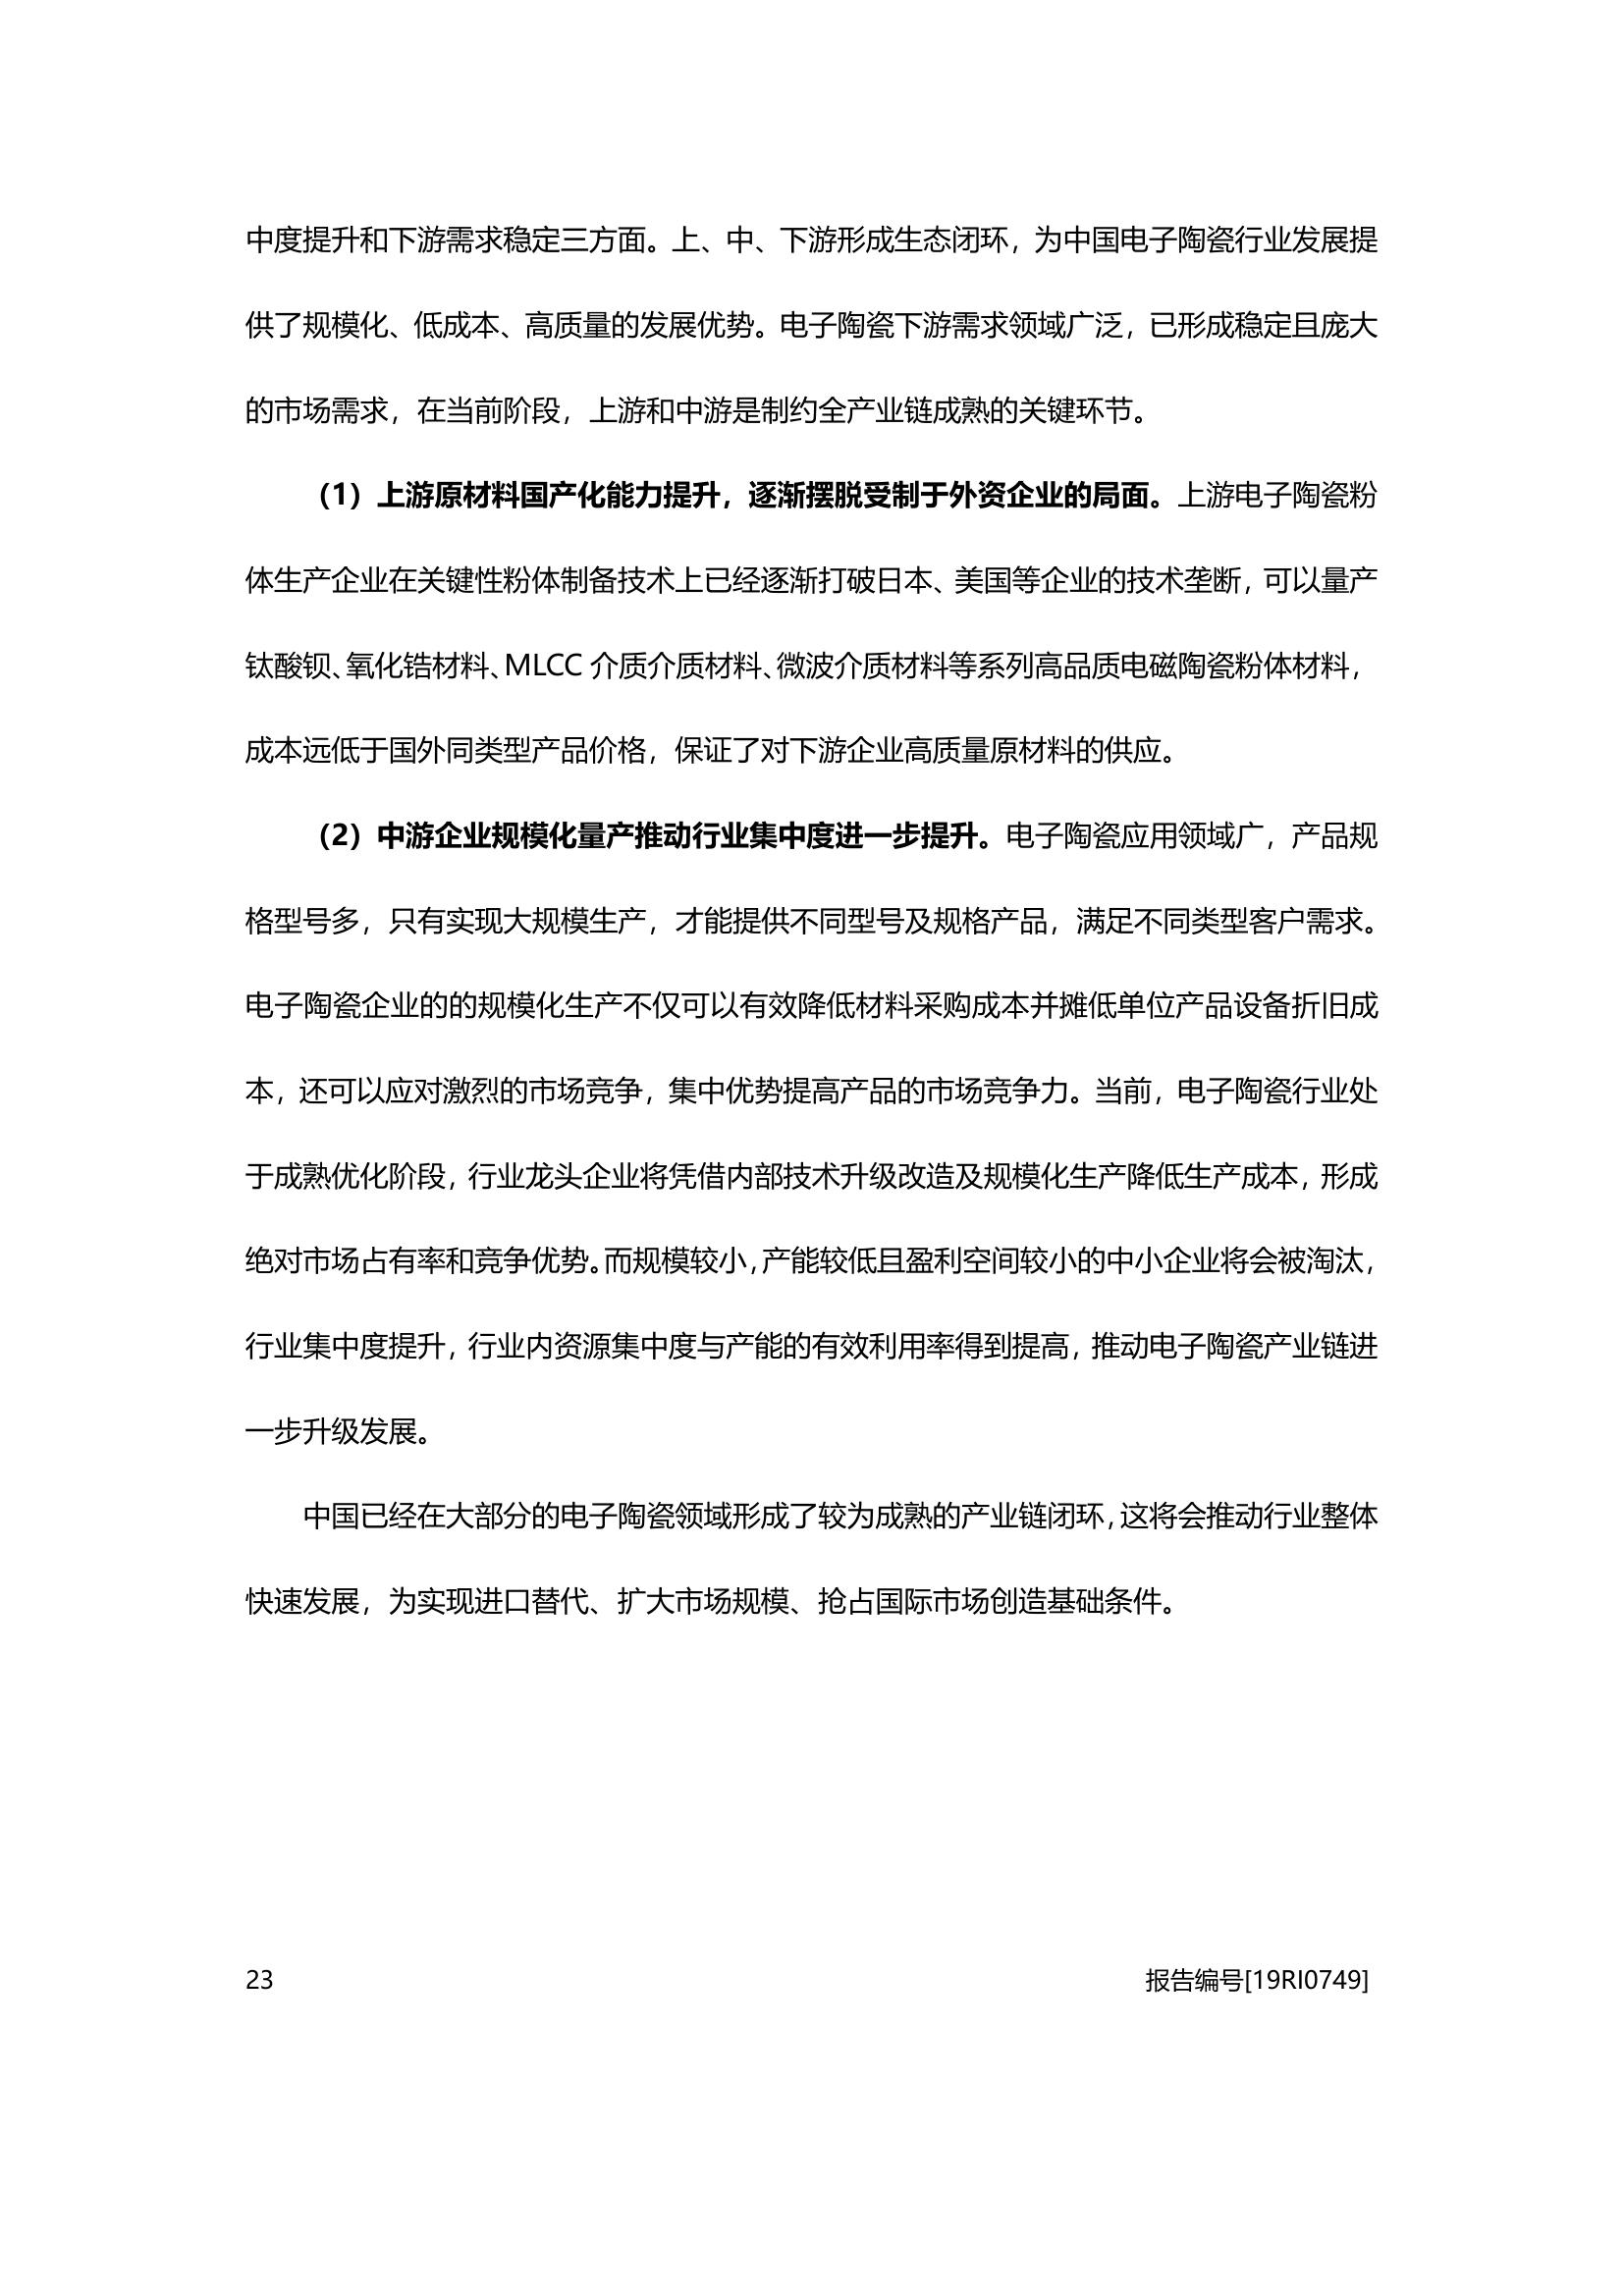 中度提升和下游需求稳定三方面。上、中、下游形成生态闭环，为中国电子陶瓷行业发展提
供了规模化、低成本、高质量的发展优势。电子陶瓷下游需求领域广泛，已形成稳定且庞大
的市场需求，在当前阶段，上游和中游是制约全产业链成熟的关键环节。
（1）上游原材料国产化能力提升，逐渐摆脱受制于外资企业的局面。上游电子陶瓷粉
体生产企业在关键性粉体制备技术上已经逐渐打破日本、美国等企业的技术垄断，可以量产
钛酸钡、氧化锆材料、MLCC 介质介质材料、微波介质材料等系列高品质电磁陶瓷粉体材料，
成本远低于国外同类型产品价格，保证了对下游企业高质量原材料的供应。
（2）中游企业规模化量产推动行业集中度进一步提升。电子陶瓷应用领域广，产品规
格型号多，只有实现大规模生产，才能提供不同型号及规格产品，满足不同类型客户需求。
电子陶瓷企业的的规模化生产不仅可以有效降低材料采购成本并摊低单位产品设备折旧成
本，还可以应对激烈的市场竞争，集中优势提高产品的市场竞争力。当前，电子陶瓷行业处
于成熟优化阶段，行业龙头企业将凭借内部技术升级改造及规模化生产降低生产成本，形成
绝对市场占有率和竞争优势。而规模较小，产能较低且盈利空间较小的中小企业将会被淘汰，
行业集中度提升，行业内资源集中度与产能的有效利用率得到提高，推动电子陶瓷产业链进
一步升级发展。
中国已经在大部分的电子陶瓷领域形成了较为成熟的产业链闭环，这将会推动行业整体
快速发展，为实现进口替代、扩大市场规模、抢占国际市场创造基础条件。
23 报告编号[19RI0749]